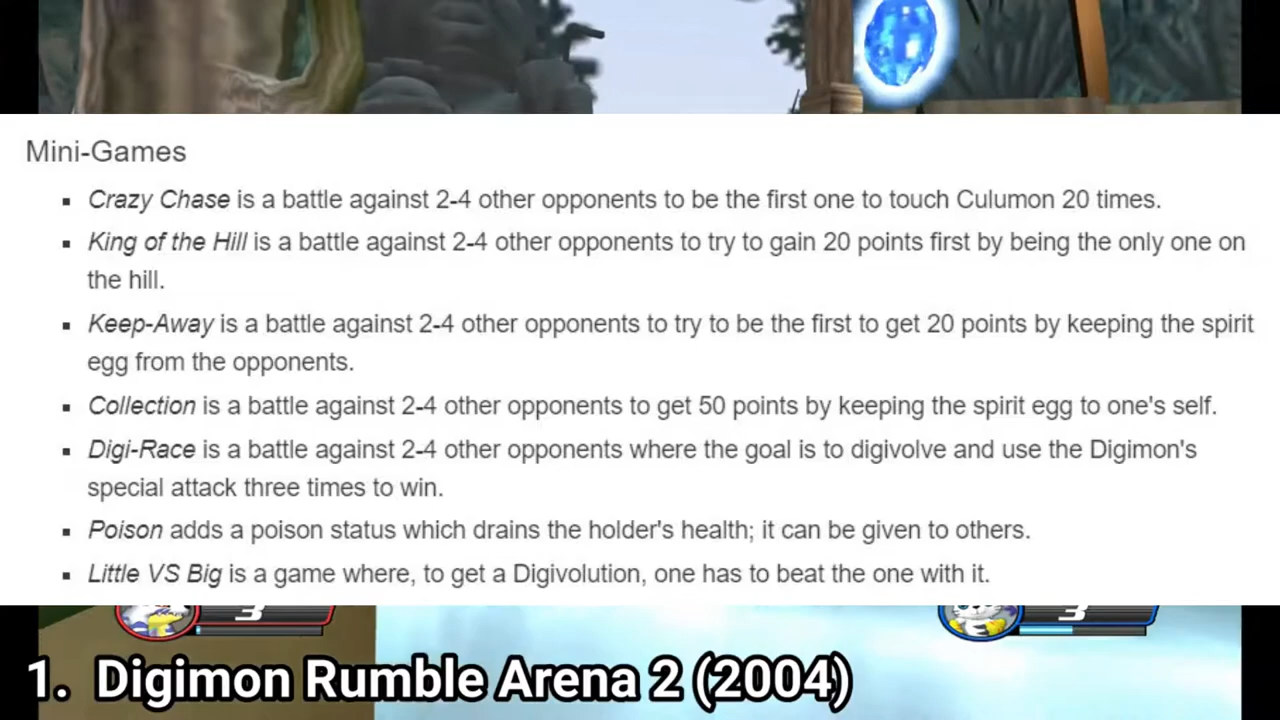 Mini-Games
▪ Crazy Chase is a battle against 2-4 other opponents to be the first one to touch Culumon 20 times.
▪ King of the Hill is a battle against 2-4 other opponents to try to gain 20 points first by being the only one on
the hill.
▪ Keep-Away is a battle against 2-4 other opponents to try to be the first to get 20 points by keeping the spirit
egg from the opponents.
▪ Collection is a battle against 2-4 other opponents to get 50 points by keeping the spirit egg to one's self.
▪ Digi-Race is a battle against 2-4 other opponents where the goal is to digivolve and use the Digimon's
special attack three times to win.
▪ Poison adds a poison status which drains the holder's health; it can be given to others.
▪ Little VS Big is a game where, to get a Digivolution, one has to beat the one with it.
3
3
1. Digimon Rumble Arena 2 (2004)